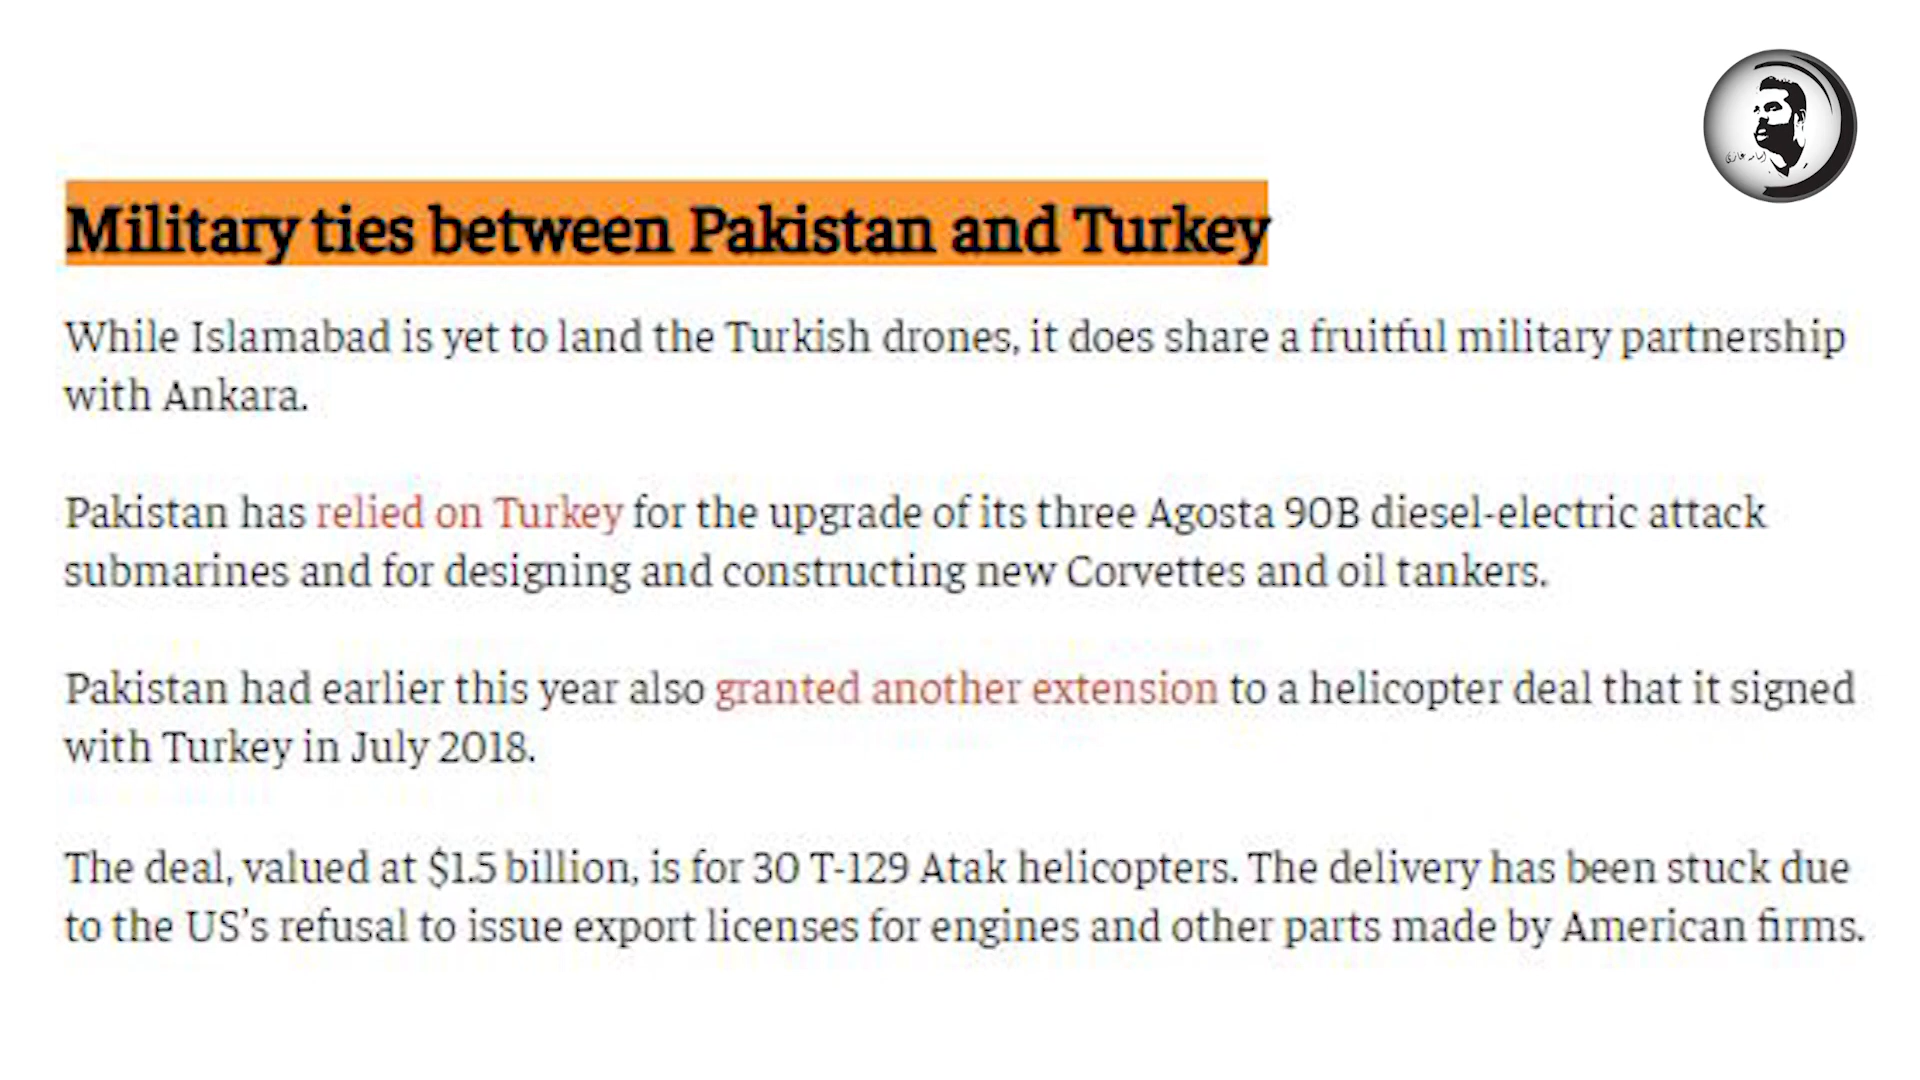 Military ties between Pakistan and Turkey
While Islamabad is yet to land the Turkish drones, it does share a fruitful military partnership
with Ankara.
Pakistan has relied on Turkey for the upgrade of its three Agosta 90B diesel-electric attack
submarines and for designing and constructing new Corvettes and oil tankers.
Pakistan had earlier this year also granted another extension to a helicopter deal that it signed
with Turkey in July 2018.
The deal, valued at $1.5 billion, is for 30 T-129 Atak helicopters. The delivery has been stuck due
to the US's refusal to issue export licenses for engines and other parts made by American firms.